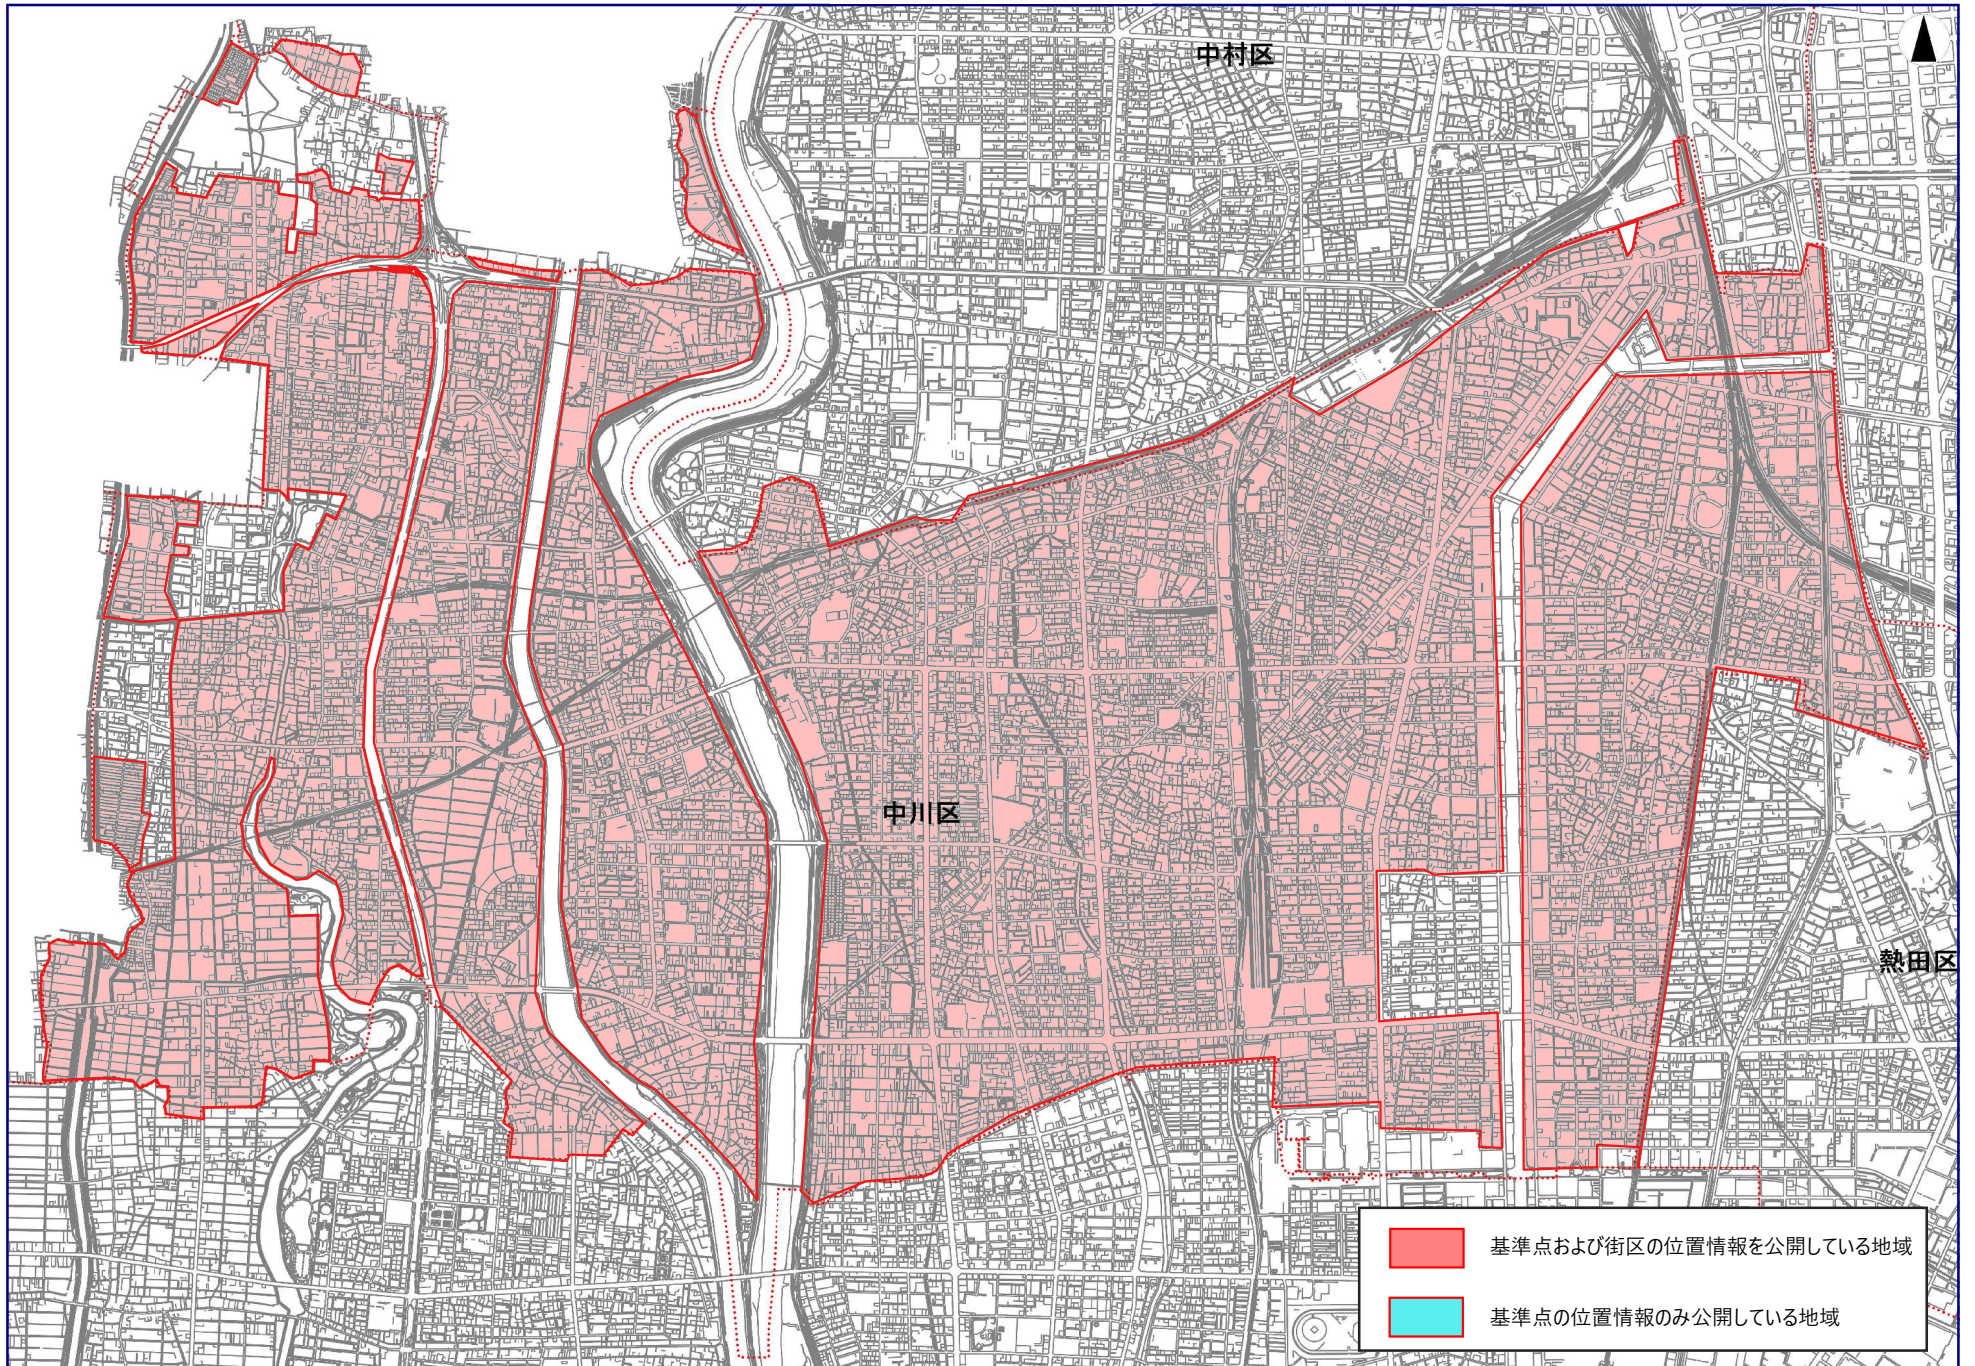 中村区
中川区
熱田区
基準点および街区の位置情報を公開している地域
基準点の位置情報のみ公開している地域